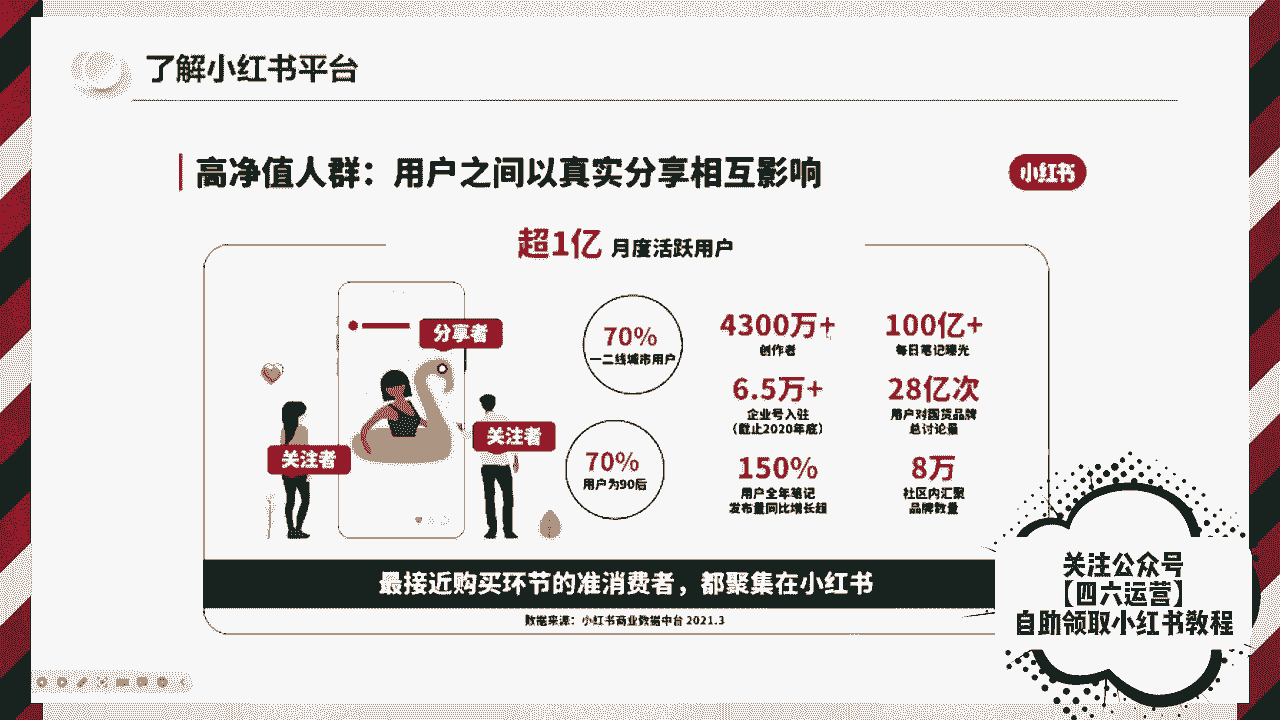 了解小红书平台
高净值人群：用户之间以真实分享相互影响
小红书
超1亿 月度活跃用户
分享者
关注者
关注者
70%
一二线城市用户
70%
用户为90后
4300万+
创作者
100亿+
每日笔记曝光
6.5万+
企业号入驻
（截止2020年底）
28亿次
用户对国货品牌
总讨论量
150%
用户全年笔记
发布量同比增长超
8万
社区内汇聚
品牌数量
最接近购买环节的准消费者，都聚集在小红书
数据来源：小红书商业数据中台 2021.3
关注公众号
【四六运营】
自助领取小红书教程